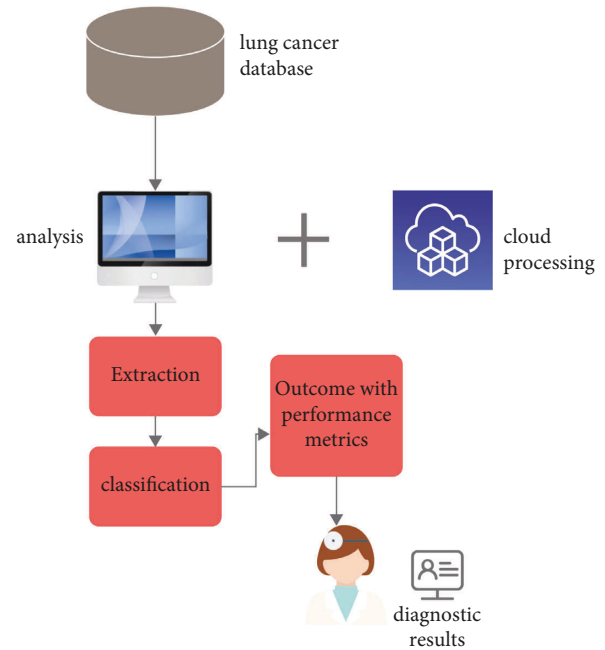 lung cancer
database
analysis
cloud
processing
Extraction
Outcome with
performance
metrics
classification
diagnostic
results